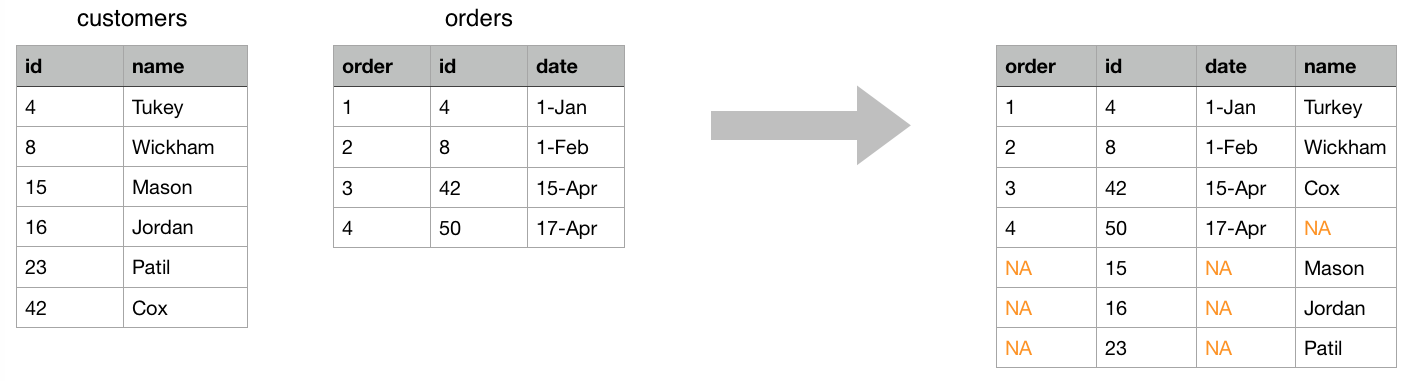 customers
id name
4 Tukey
8 Wickham
15 Mason
16 Jordan
23 Patil
42 Cox
orders
order id date
1 4 1-Jan
2 8 1-Feb
3 42 15-Apr
4 50 17-Apr
order id date name
1 4 1-Jan Turkey
2 8 1-Feb Wickham
3 42 15-Apr Cox
4 50 17-Apr NA
NA 15 NA Mason
NA 16 NA Jordan
NA 23 NA Patil